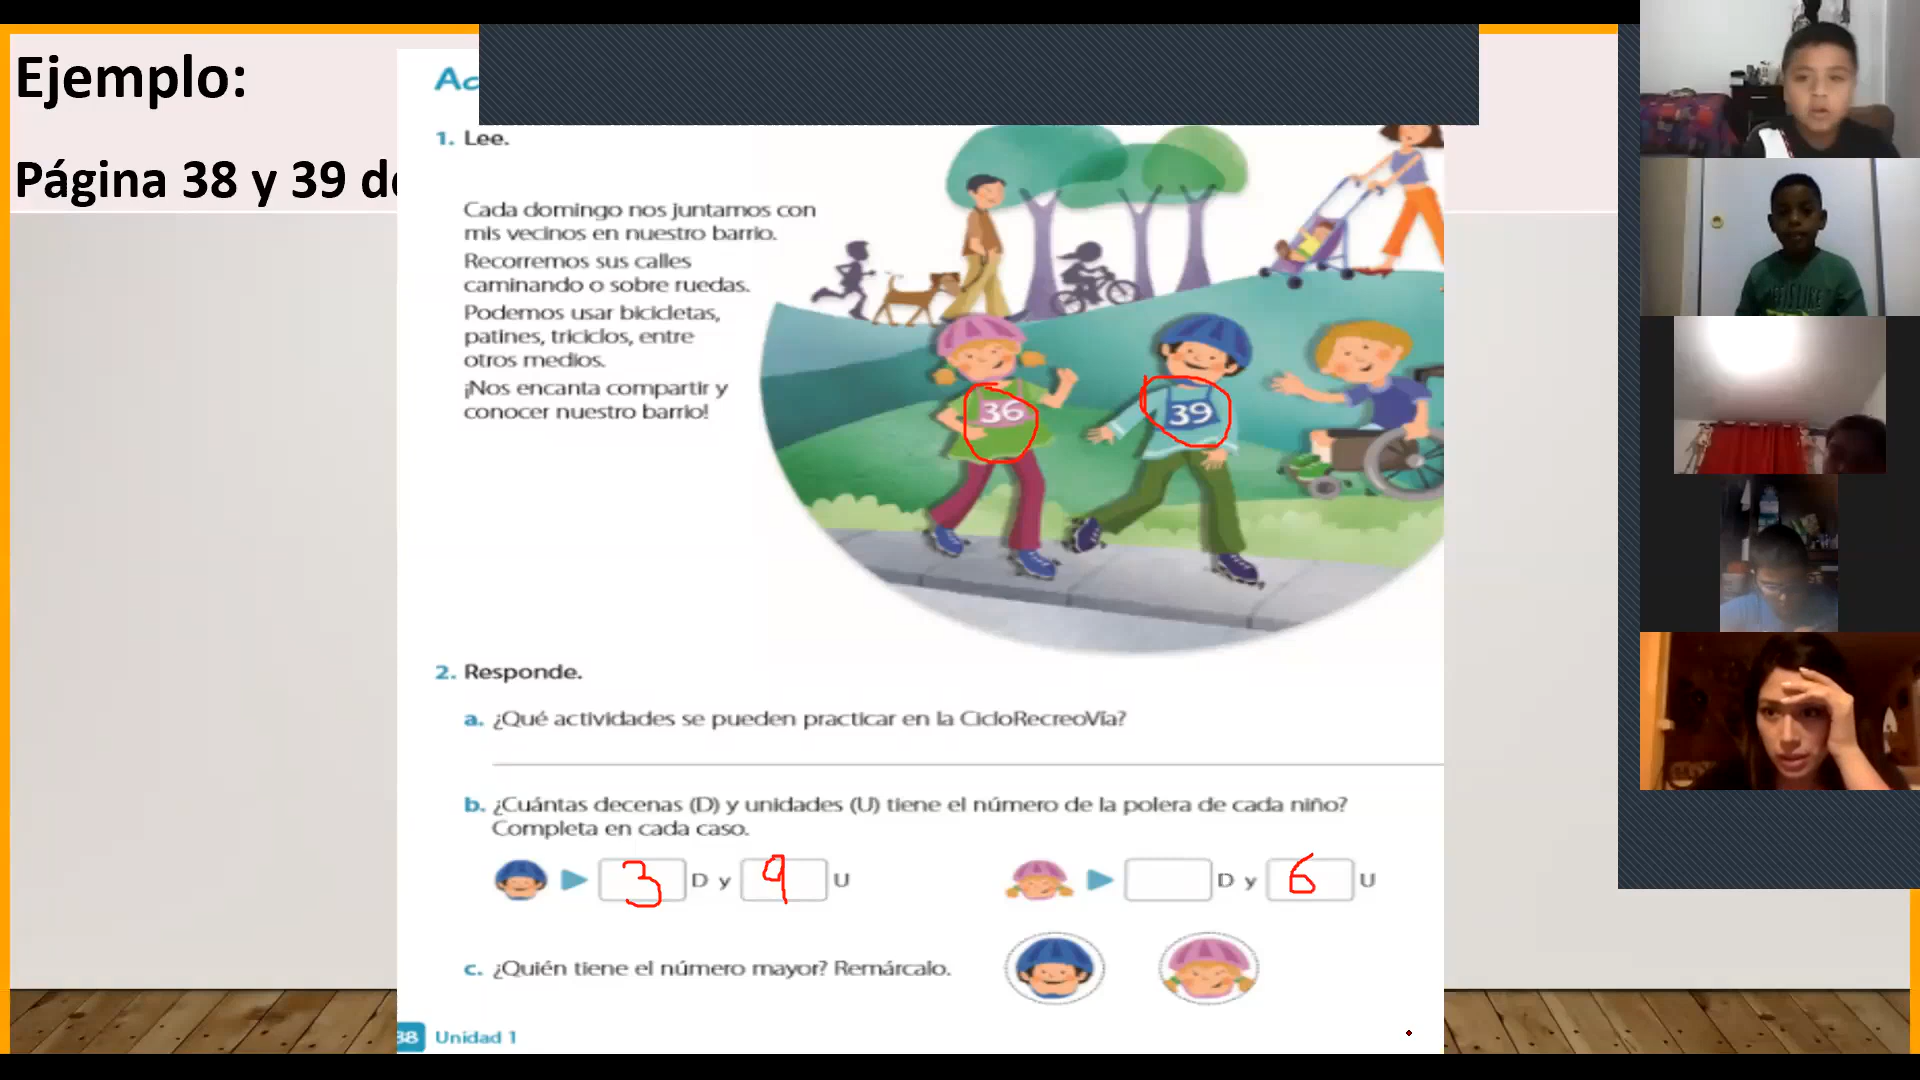 Ejemplo:
Página 38 y 39 de
Ac
1. Lee.
Cada domingo nos juntamos con
mis vecinos en nuestro barrio.
Recorremos sus calles
caminando o sobre ruedas.
Podemos usar bicicletas,
patines, triciclos, entre
otros medios.
¡Nos encanta compartir y
conocer nuestro barrio!
36
39
2. Responde.
a. ¿Qué actividades se pueden practicar en la CicloRecreoVía?
b. ¿Cuántas decenas (D) y unidades (U) tiene el número de la polera de cada niño?
Completa en cada caso.
3 D y 9 U
D y 6 U
c. ¿Quién tiene el número mayor? Remárcalo.
38 Unidad 1